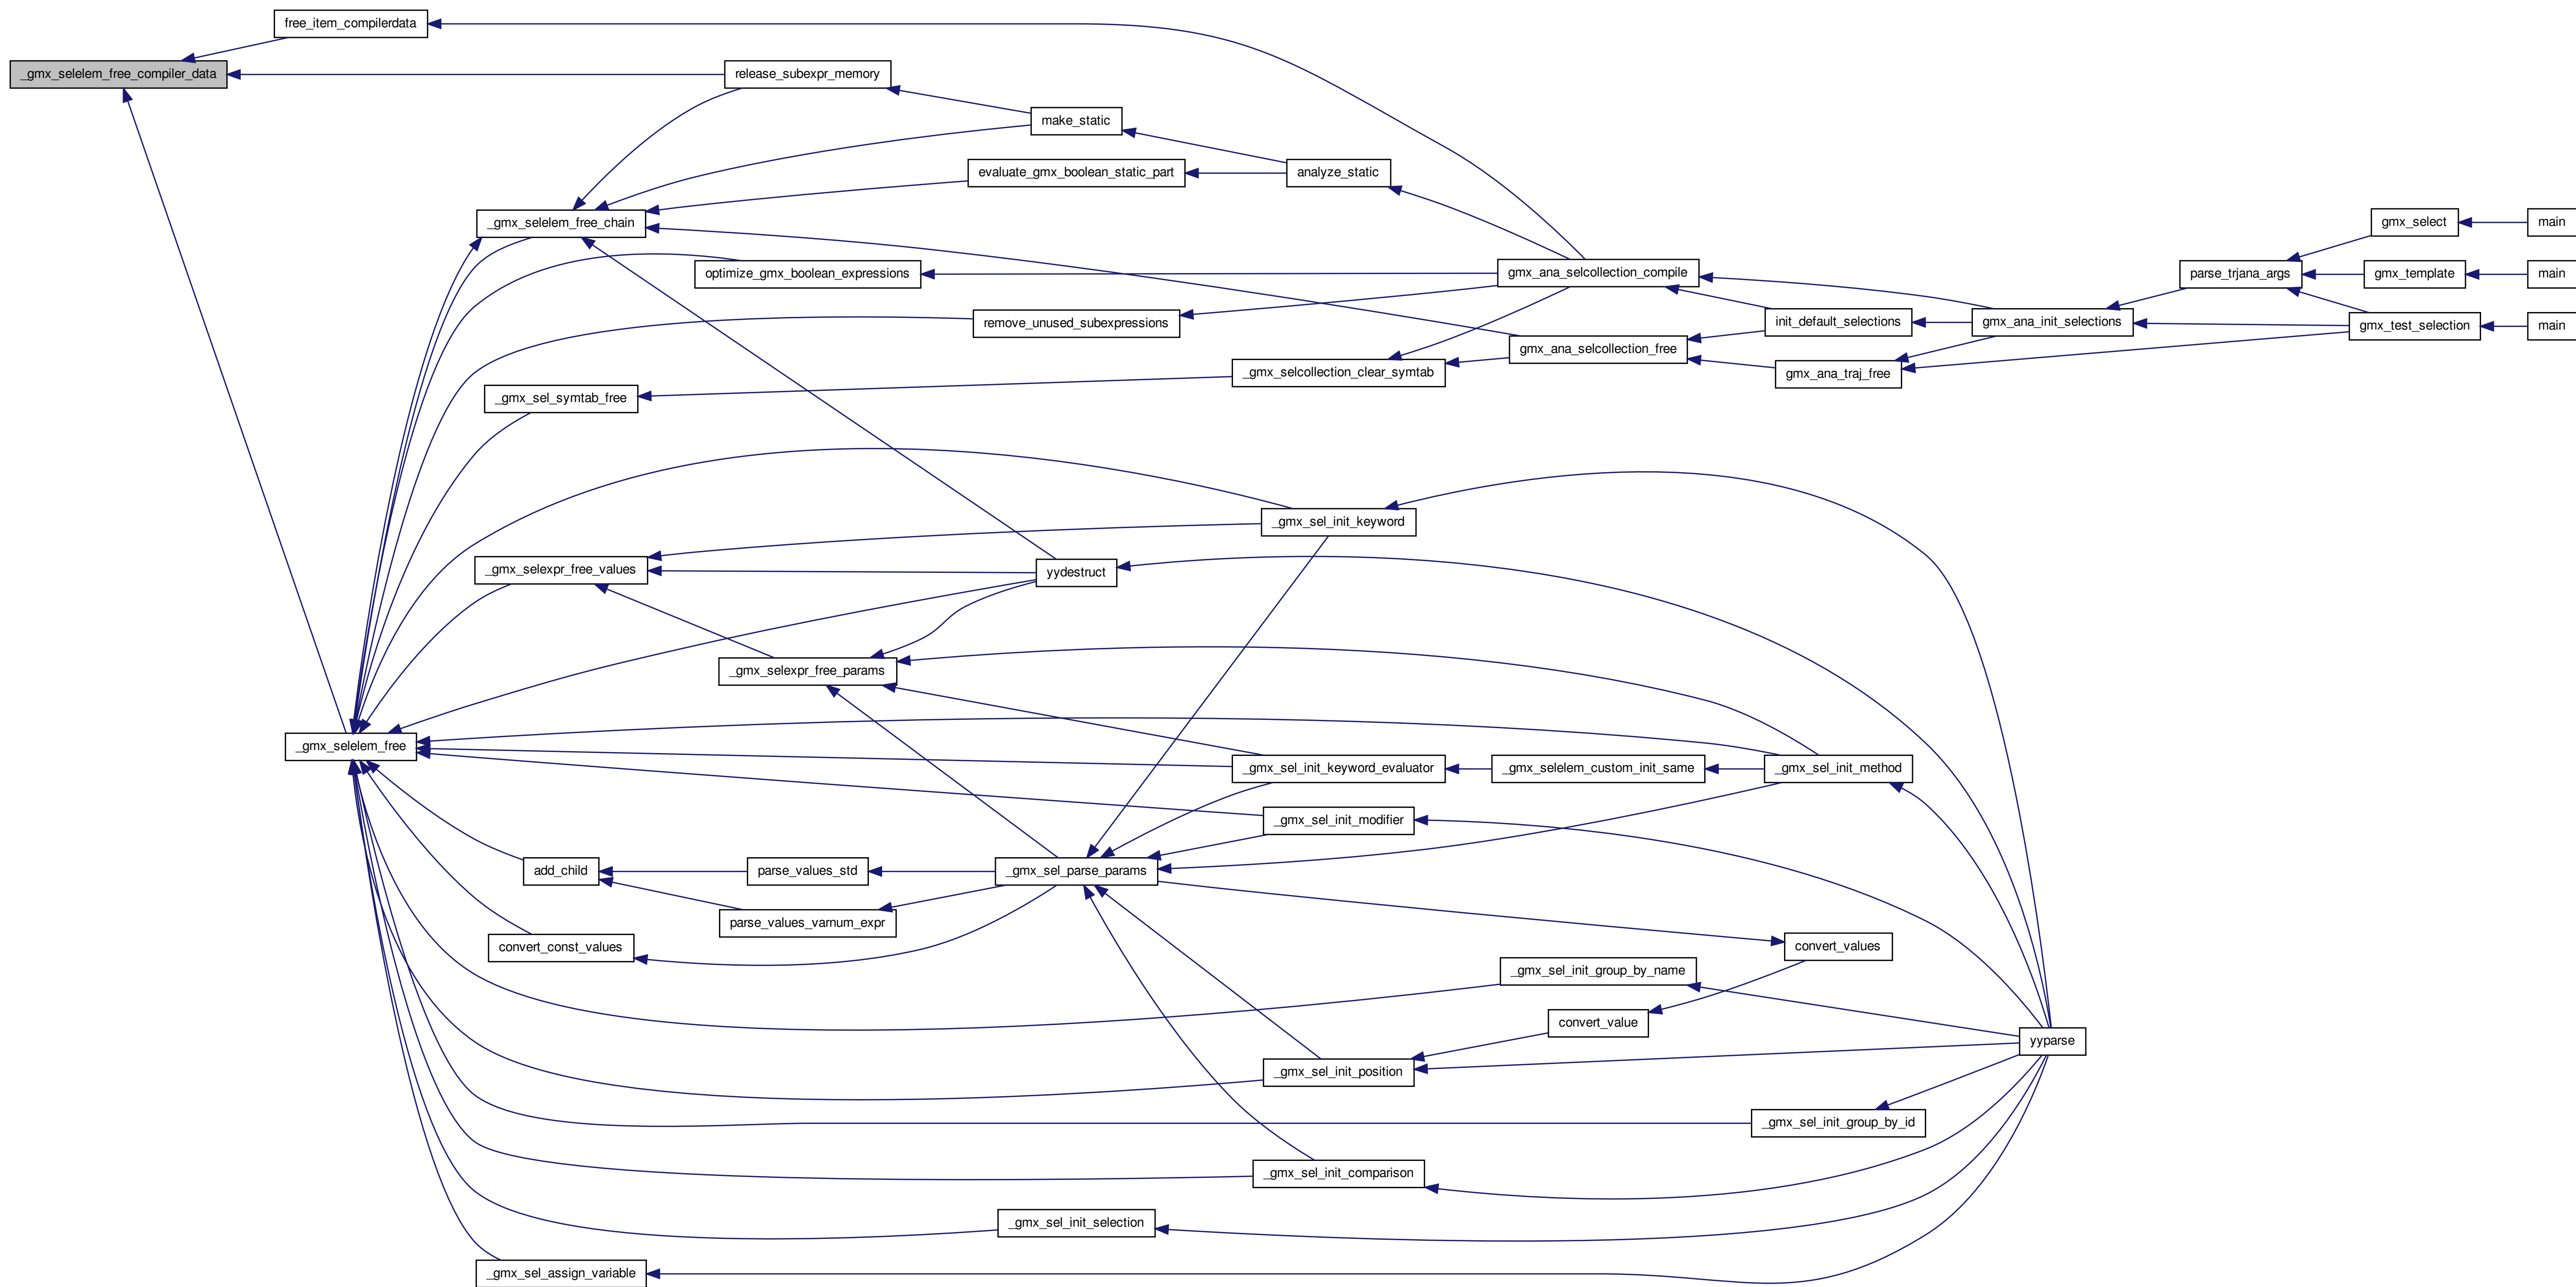 free_item_compilerdata
_gmx_selelem_free_compiler_data
release_subexpr_memory
make_static
evaluate_gmx_boolean_static_part
analyze_static
_gmx_selelem_free_chain
gmx_select
main
optimize_gmx_boolean_expressions
gmx_ana_selcollection_compile
parse_trjana_args
gmx_template
main
remove_unused_subexpressions
init_default_selections
gmx_ana_init_selections
gmx_test_selection
main
gmx_ana_selcollection_free
_gmx_selcollection_clear_symtab
gmx_ana_traj_free
_gmx_sel_symtab_free
_gmx_sel_init_keyword
_gmx_selexpr_free_values
yydestruct
_gmx_selexpr_free_params
_gmx_selelem_free
_gmx_sel_init_keyword_evaluator
_gmx_selelem_custom_init_same
_gmx_sel_init_method
_gmx_sel_init_modifier
add_child
parse_values_std
_gmx_sel_parse_params
parse_values_varnum_expr
convert_const_values
convert_values
_gmx_sel_init_group_by_name
convert_value
yyparse
_gmx_sel_init_position
_gmx_sel_init_group_by_id
_gmx_sel_init_comparison
_gmx_sel_init_selection
_gmx_sel_assign_variable